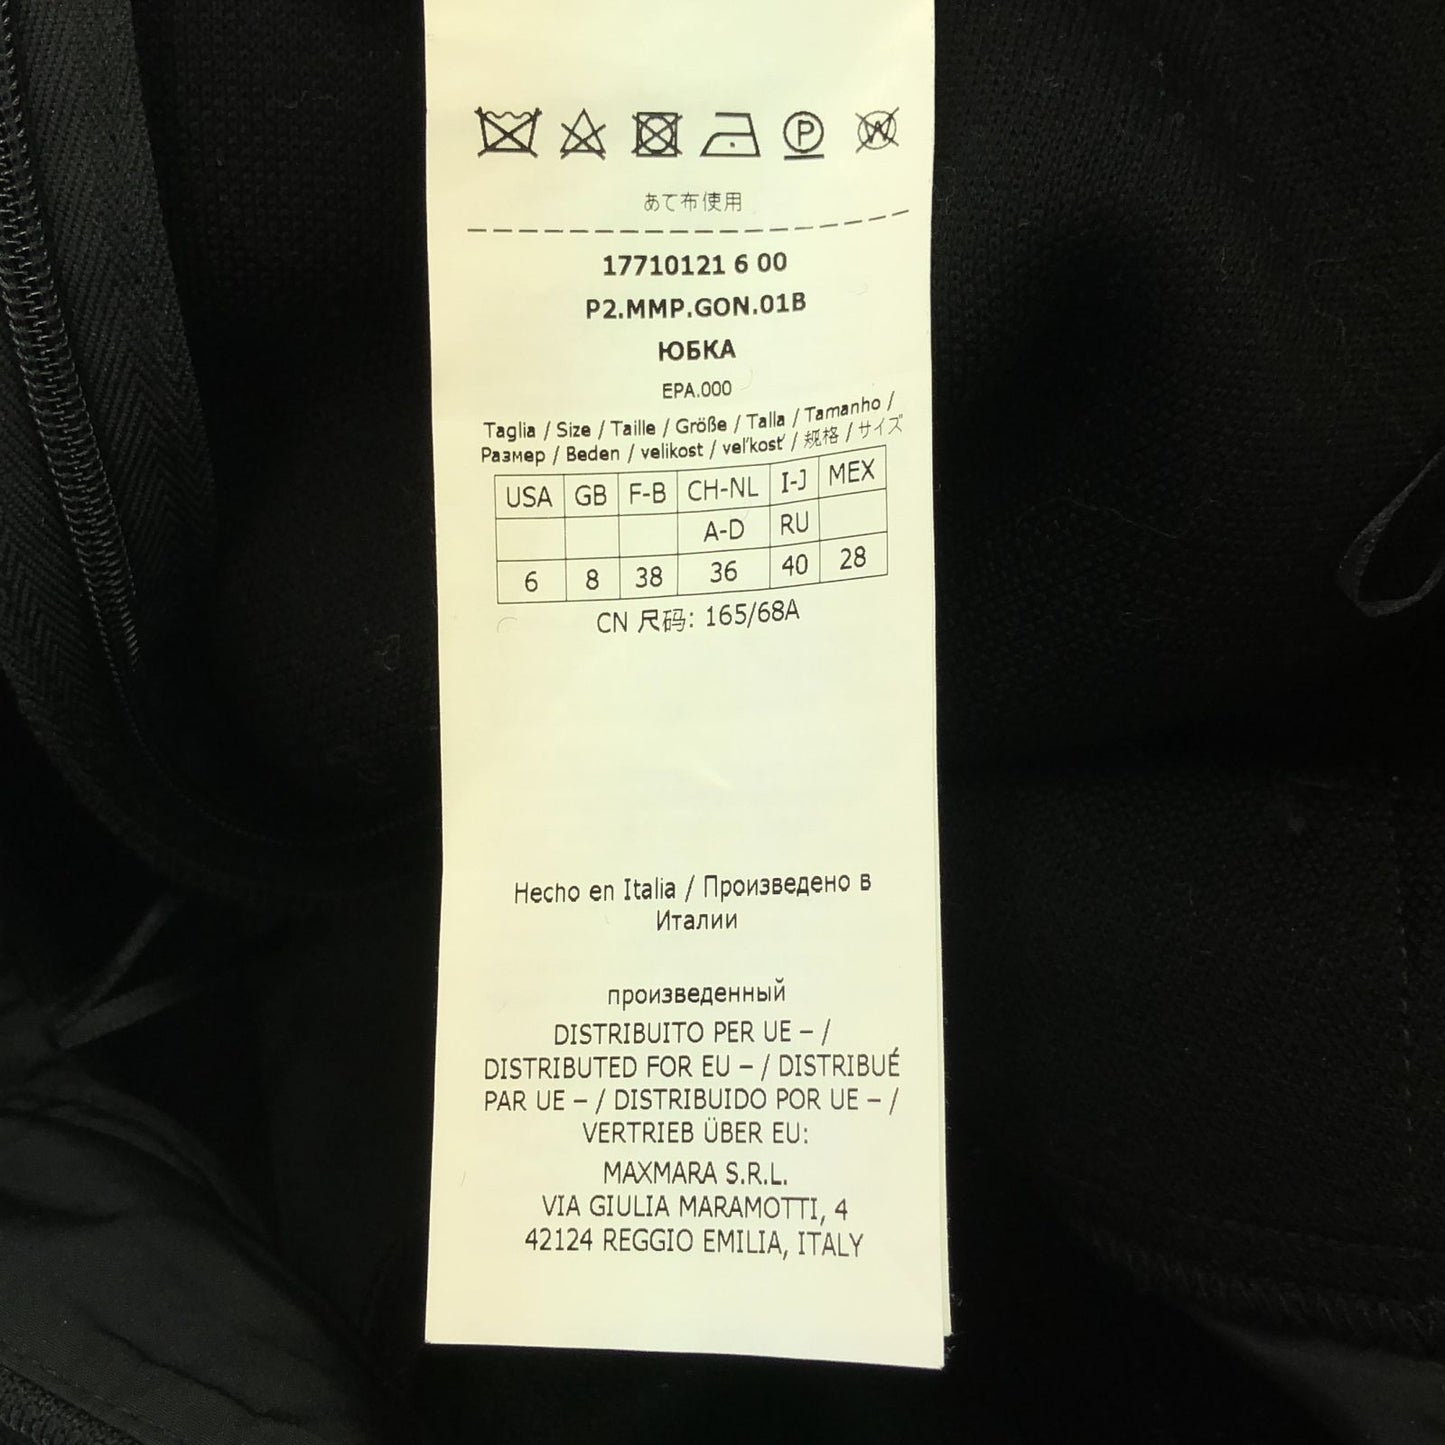 P W
あて布使用
17710121 6 00
P2.MMP.GON.01B
ЮБКА
EPA.000
Taglia / Size / Taille / Größe / Talla / Tamanho /
Размер / Beden / velikost / veľkosť / 规格 / サイズ
USA GB F-B CH-NL I-J MEX
A-D RU
6 8 38 36 40 28
CN 尺码: 165/68A
Hecho en Italia / Произведено в
Италии
произведенный
DISTRIBUITO PER UE – /
DISTRIBUTED FOR EU – / DISTRIBUÉ
PAR UE – / DISTRIBUIDO POR UE – /
VERTRIEB ÜBER EU:
MAXMARA S.R.L.
VIA GIULIA MARAMOTTI, 4
42124 REGGIO EMILIA, ITALY